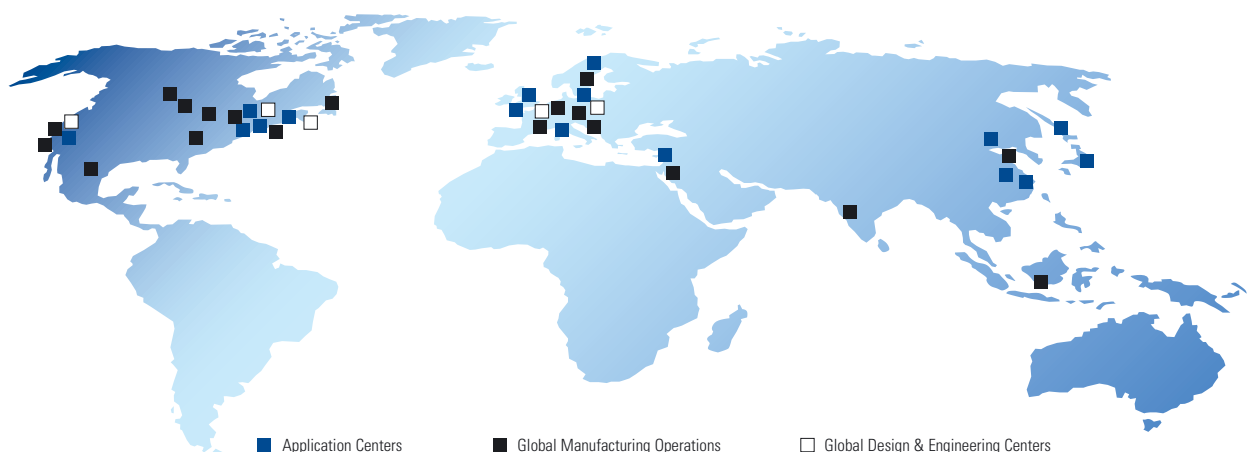 Application Centers
Global Manufacturing Operations
Global Design & Engineering Centers